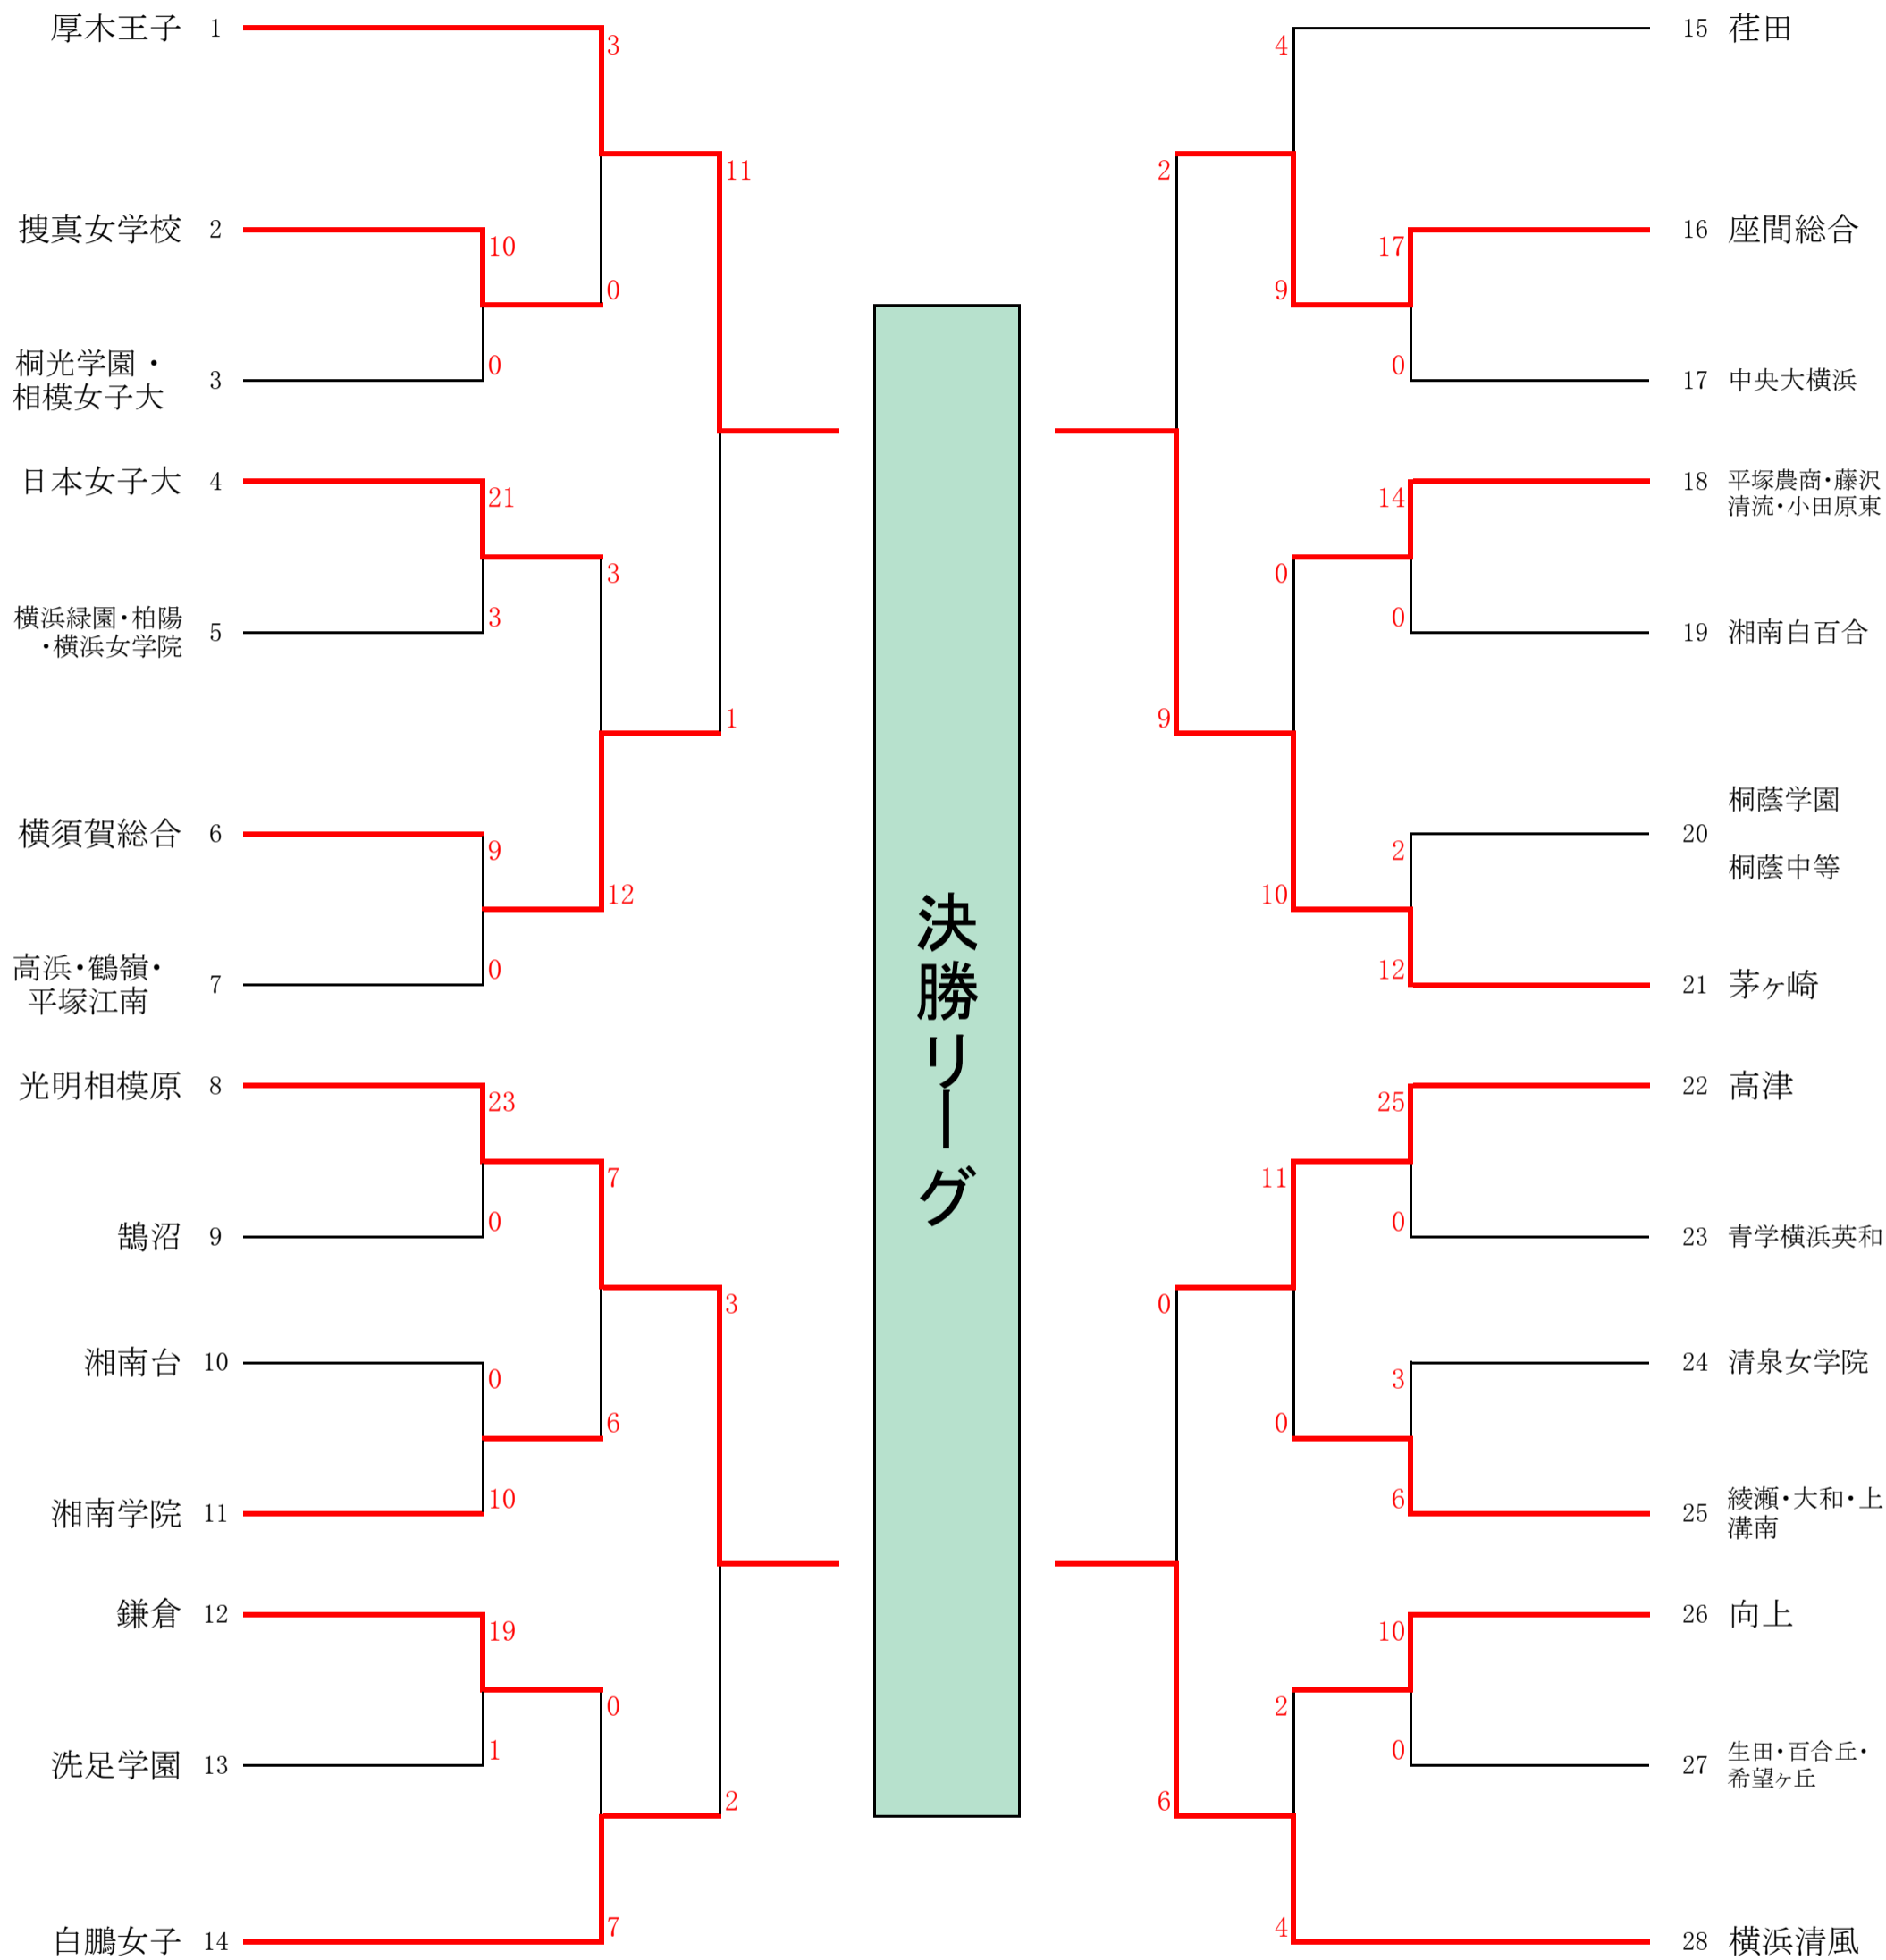 厚木王子 1
捜真女学校 2
桐光学園・
相模女子大
3
日本女子大 4
横浜緑園・柏陽
・横浜女学院
5
横須賀総合 6
高浜・鶴嶺・
平塚江南
7
光明相模原 8
鵠沼 9
湘南台 10
湘南学院 11
鎌倉 12
洗足学園 13
白鵬女子 14
10
0
21
3
9
0
23
0
0
10
19
1
3
0
3
12
7
6
0
7
11
1
3
2
決勝リーグ
2
9
0
6
4
9
0
10
11
0
2
4
17
0
14
0
2
12
25
0
3
6
10
0
15 荏田
16 座間総合
17 中央大横浜
18 平塚農商・藤沢
清流・小田原東
19 湘南白百合
桐蔭学園
20
桐蔭中等
21 茅ヶ崎
22 高津
23 青学横浜英和
24 清泉女学院
25 綾瀬・大和・上
溝南
26 向上
27 生田・百合丘・
希望ヶ丘
28 横浜清風